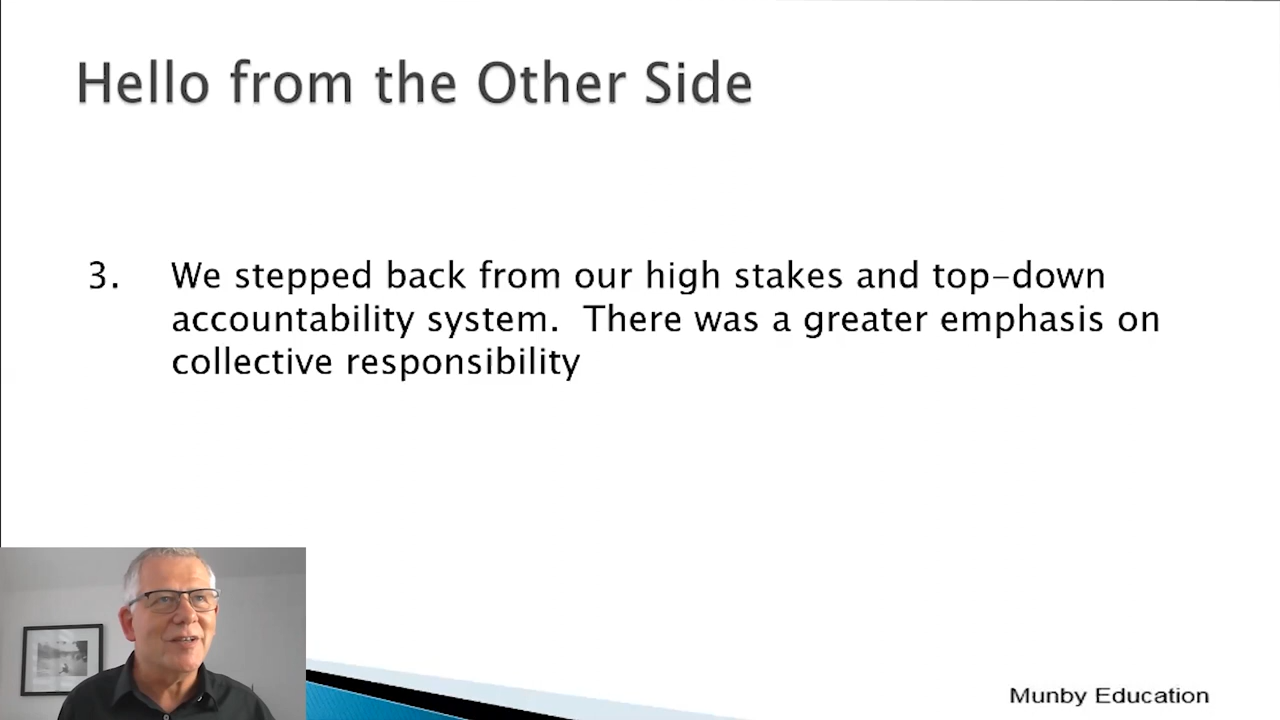 Hello from the Other Side
3. We stepped back from our high stakes and top-down
accountability system. There was a greater emphasis on
collective responsibility
Munby Education